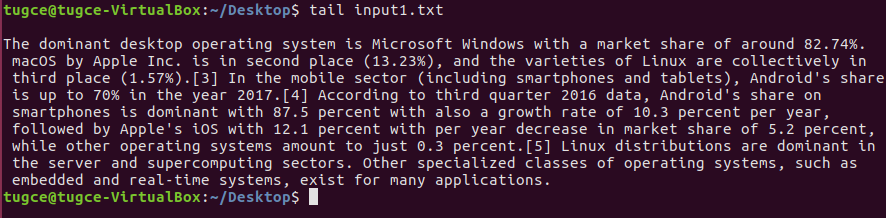 tugce@tugce-VirtualBox:~/Desktop$ tail input1.txt
The dominant desktop operating system is Microsoft Windows with a market share of around 82.74%.
macOS by Apple Inc. is in second place (13.23%), and the varieties of Linux are collectively in
third place (1.57%).[3] In the mobile sector (including smartphones and tablets), Android's share
is up to 70% in the year 2017.[4] According to third quarter 2016 data, Android's share on
smartphones is dominant with 87.5 percent with also a growth rate of 10.3 percent per year,
followed by Apple's iOS with 12.1 percent with per year decrease in market share of 5.2 percent,
while other operating systems amount to just 0.3 percent.[5] Linux distributions are dominant in
the server and supercomputing sectors. Other specialized classes of operating systems, such as
embedded and real-time systems, exist for many applications.
tugce@tugce-VirtualBox:~/Desktop$